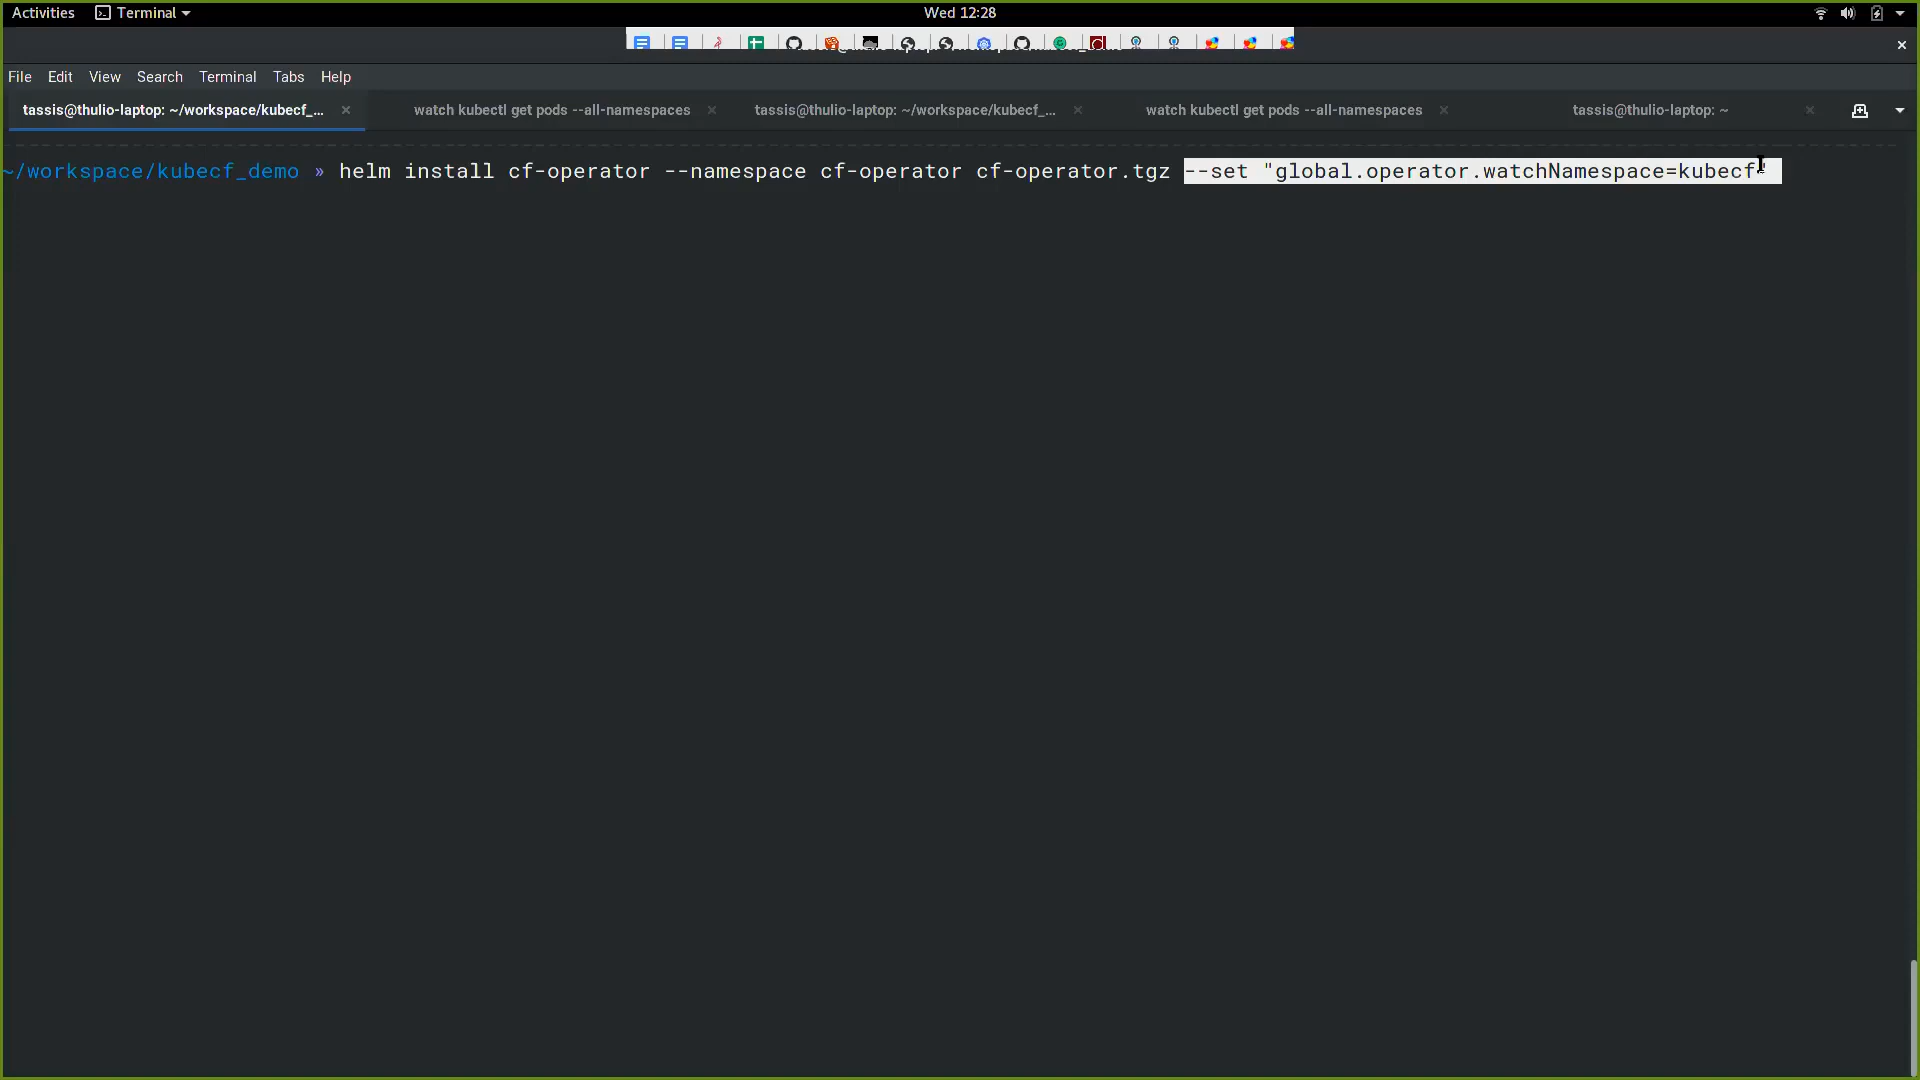 Activities Terminal Wed 12:28
File Edit View Search Terminal Tabs Help
tassis@thulio-laptop: ~/workspace/kubecf_... watch kubectl get pods --all-namespaces tassis@thulio-laptop: ~/workspace/kubecf_... watch kubectl get pods --all-namespaces tassis@thulio-laptop: ~
~/workspace/kubecf_demo » helm install cf-operator --namespace cf-operator cf-operator.tgz --set "global.operator.watchNamespace=kubecf"